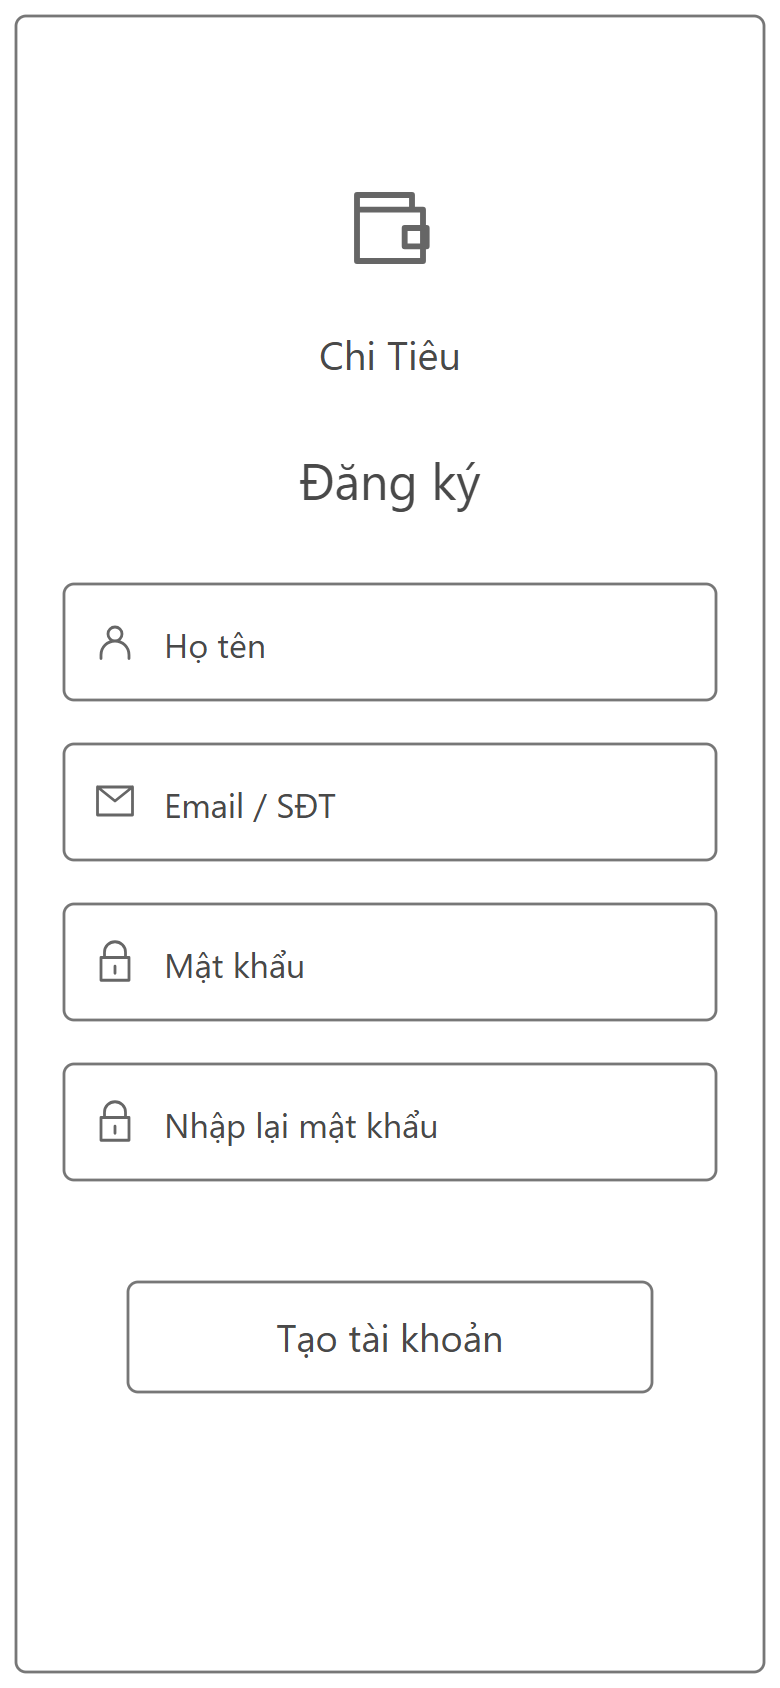 Chi Tiêu
Đăng ký
Họ tên
Email / SĐT
Mật khẩu
Nhập lại mật khẩu
Tạo tài khoản